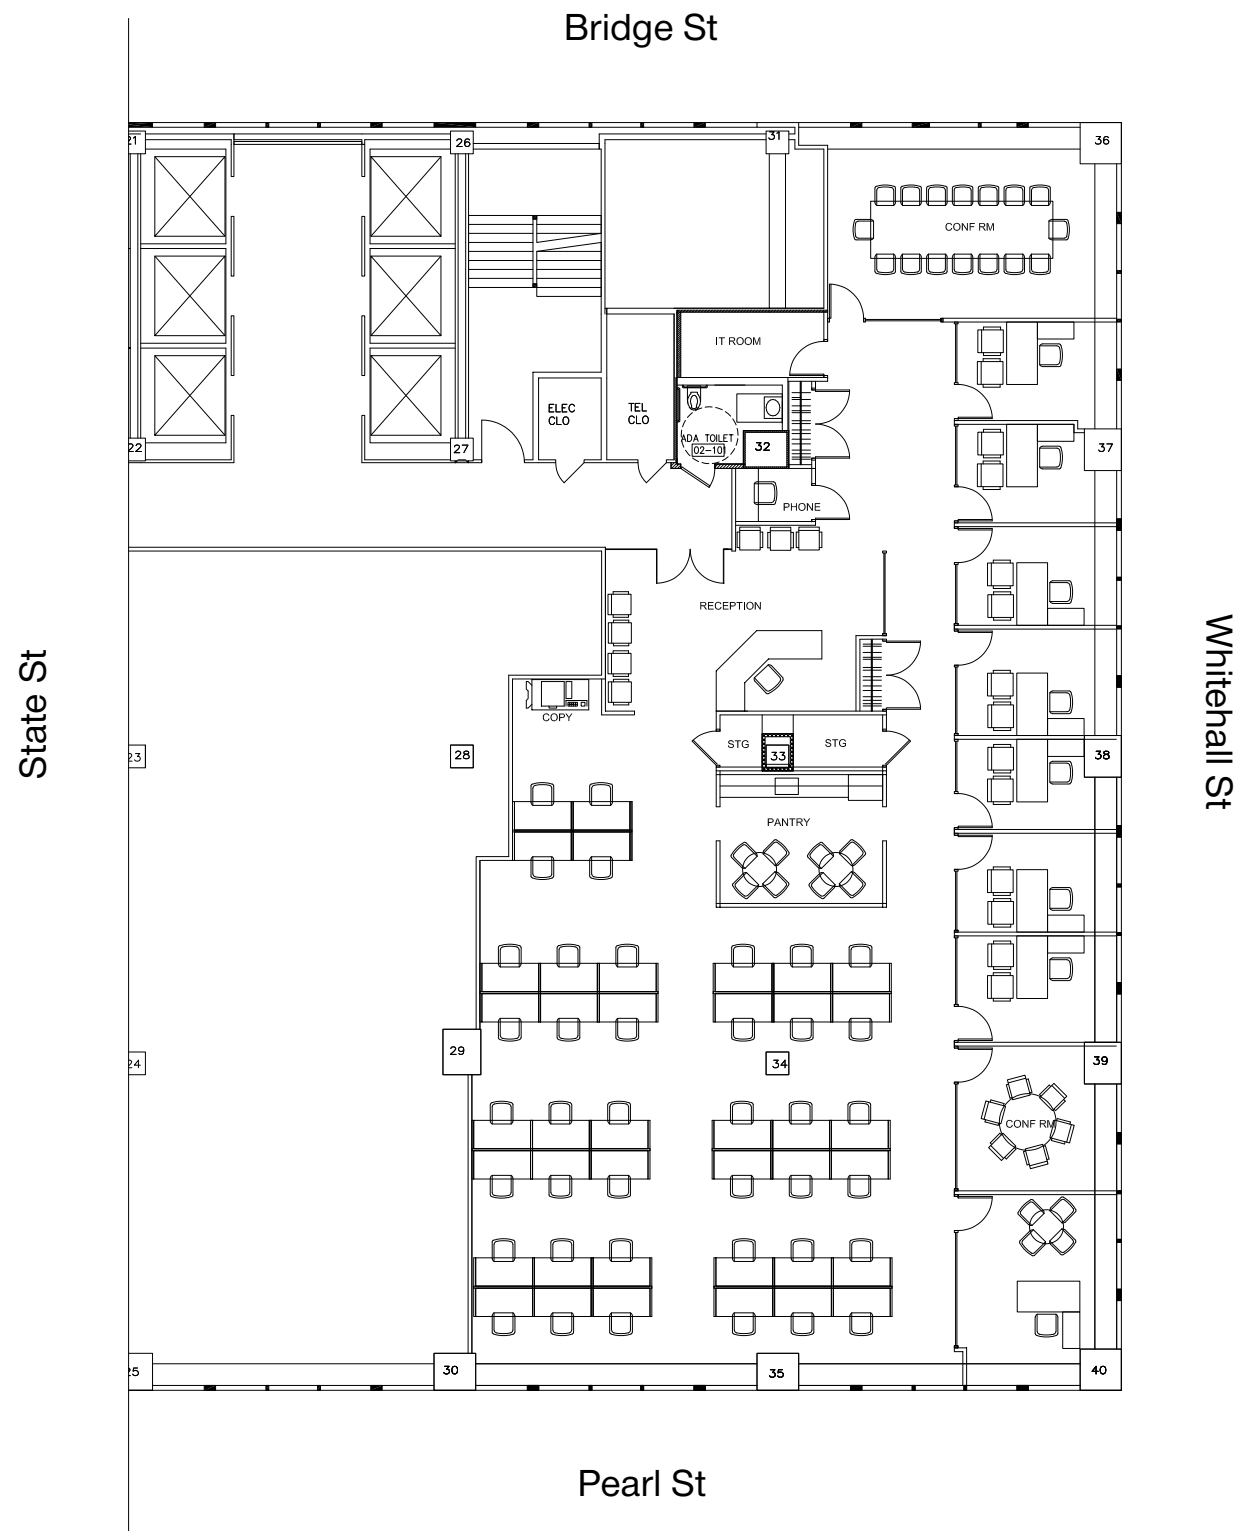 Bridge St
21
26
31
36
CONF RM
IT ROOM
ELEC
CLO
TEL
CLO
ADA TOILET
02-101
32
22
27
37
PHONE
RECEPTION
State St
Whitehall St
COPY
STG
33
STG
23
28
38
PANTRY
29
24
34
39
CONF RM
25
30
35
40
Pearl St